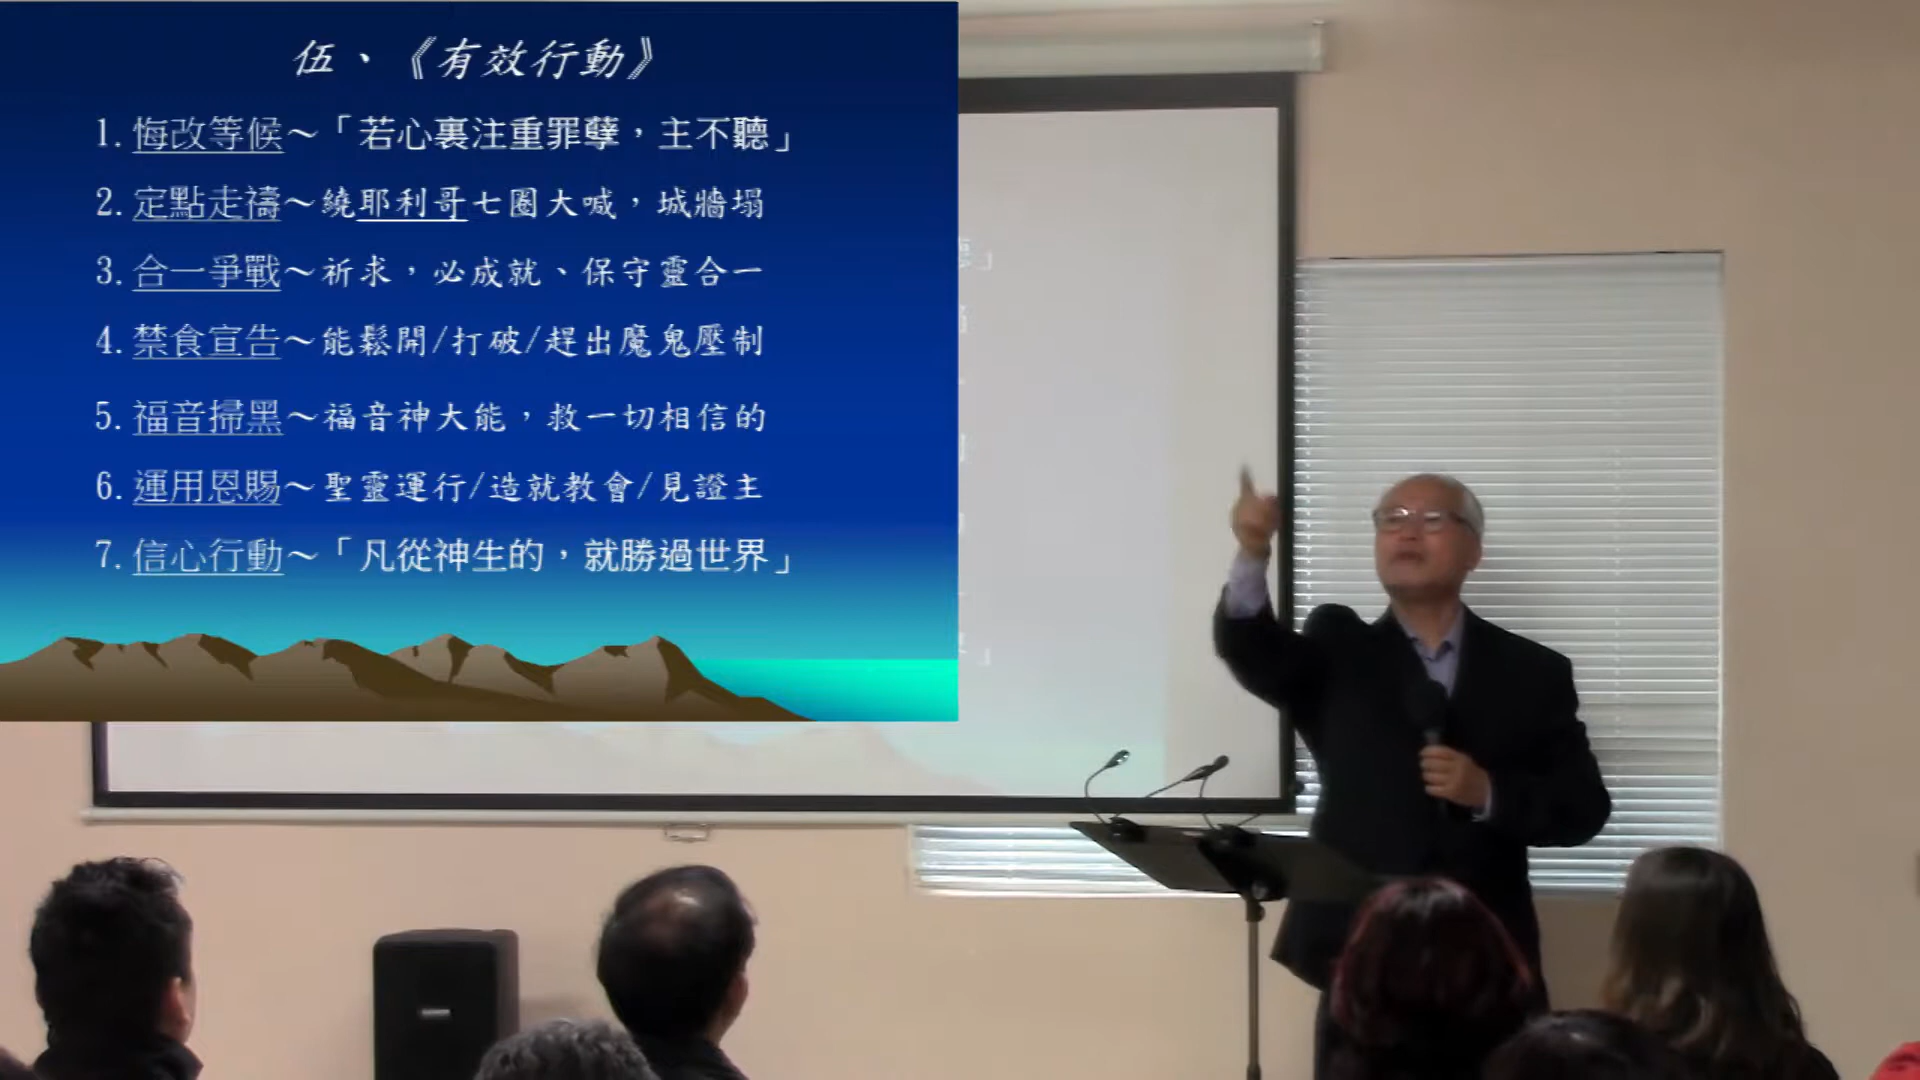 伍、《有效行動》
1.悔改等候～「若心裏注重罪孽，主不聽」
2.定點走禱～繞耶利哥七圈大喊，城牆塌
3.合一爭戰～祈求，必成就、保守靈合一
4.禁食宣告～能鬆開/打破/趕出魔鬼壓制
5.福音掃黑～福音神大能，救一切相信的
6.運用恩賜～聖靈運行/造就教會/見證主
7.信心行動～「凡從神生的，就勝過世界」